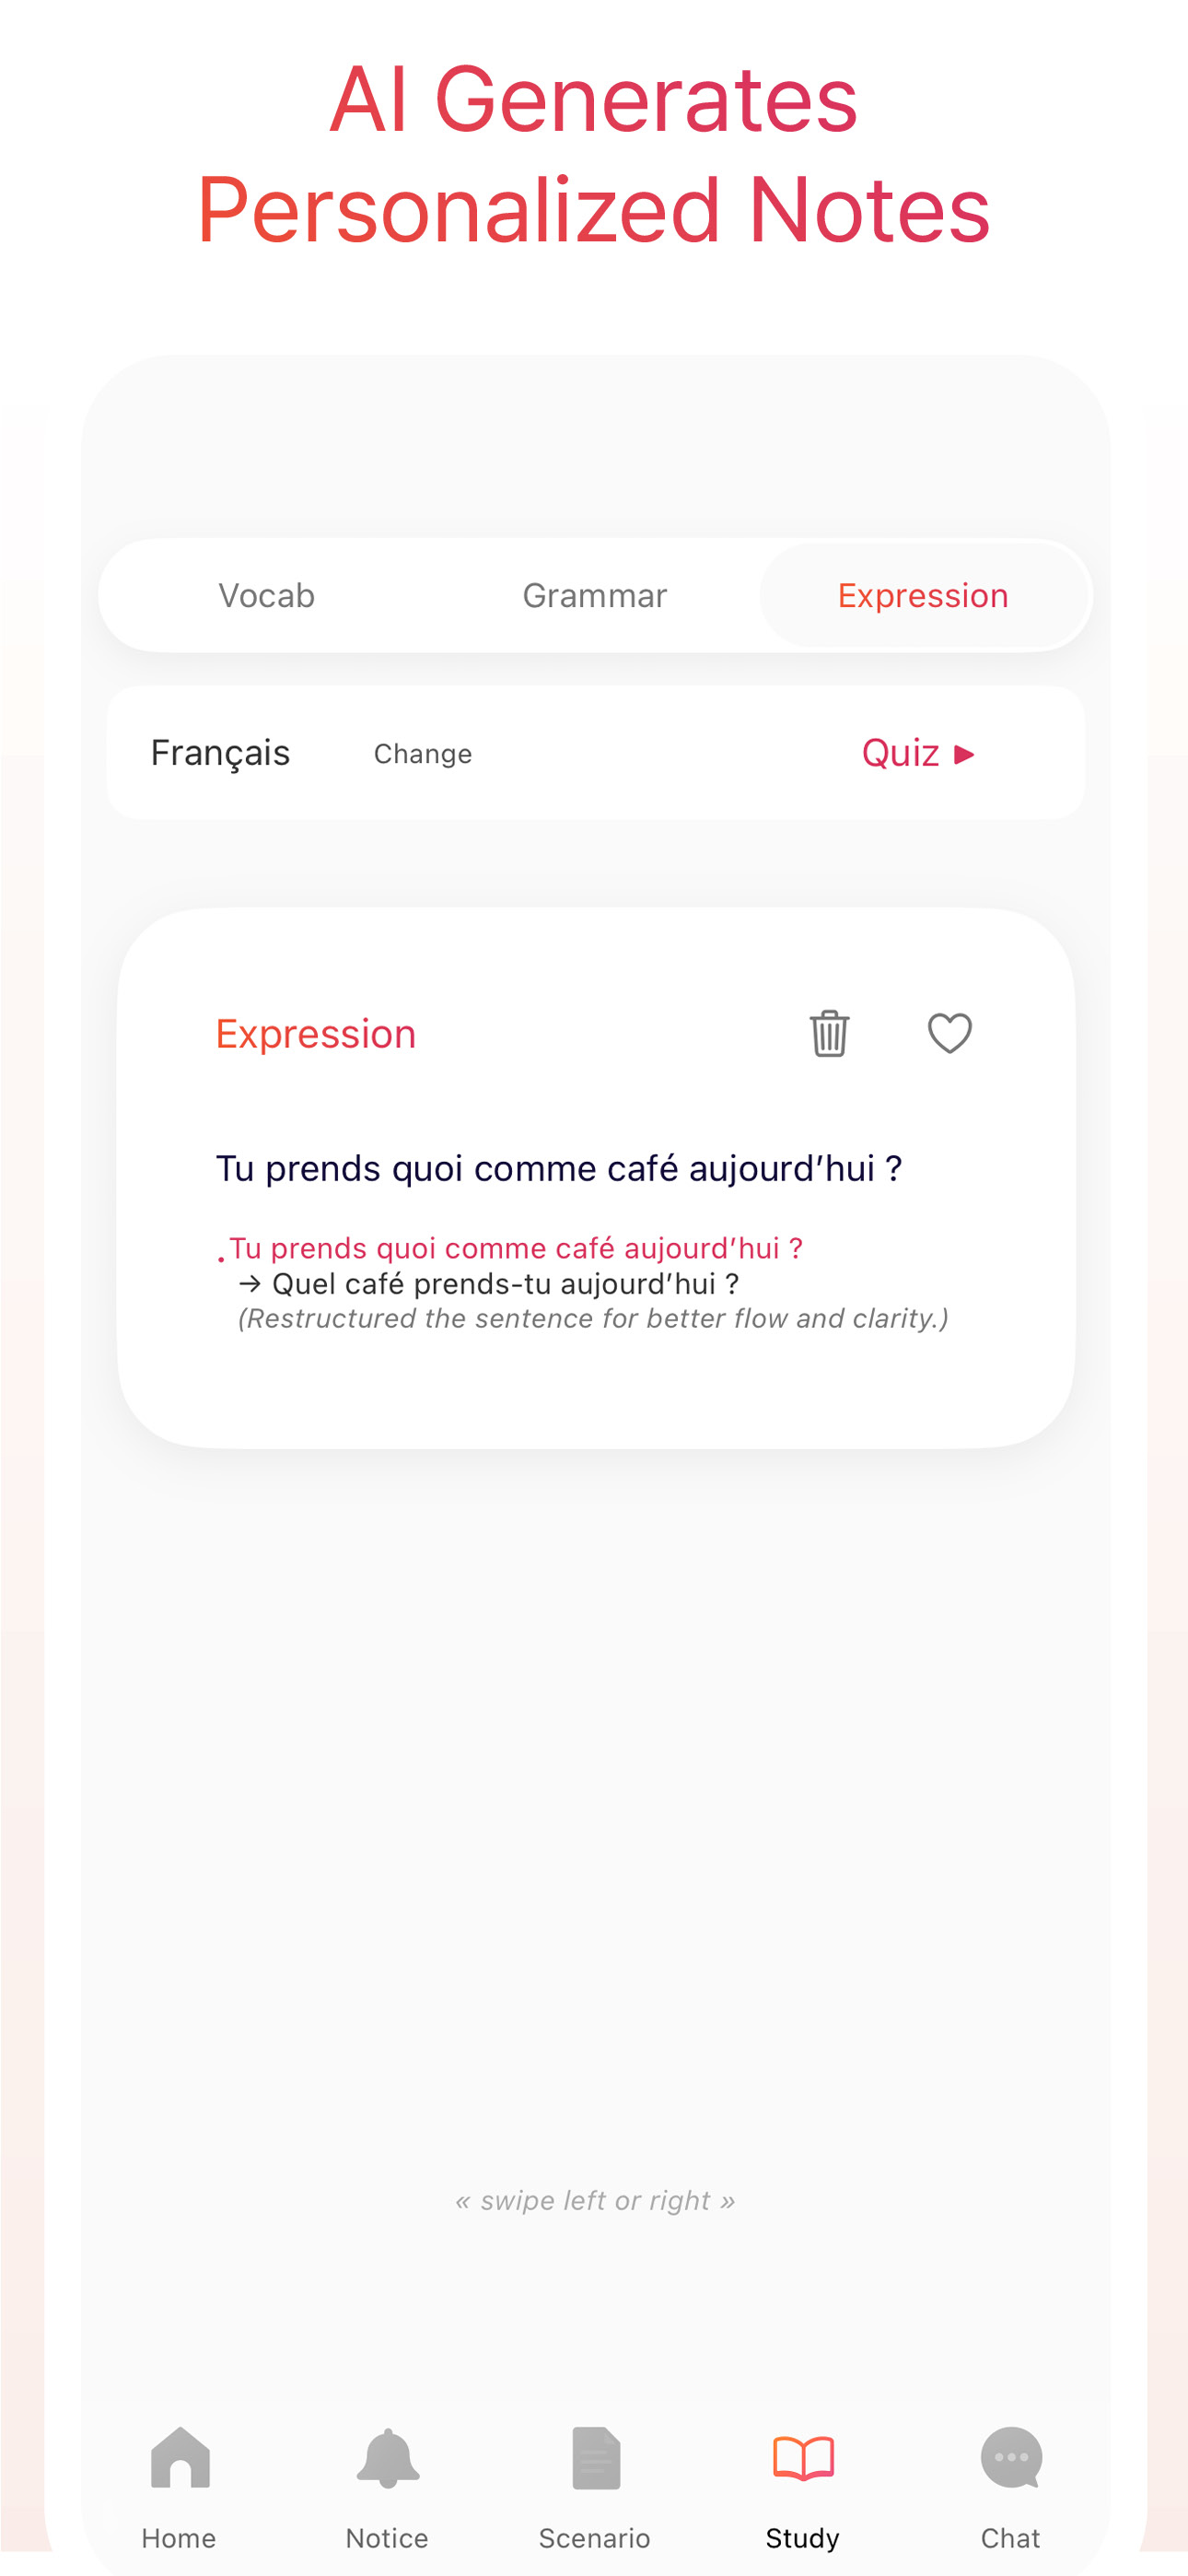 AI Generates
Personalized Notes
Vocab Grammar Expression
Français Change Quiz ▶
Expression
Tu prends quoi comme café aujourd’hui ?
. Tu prends quoi comme café aujourd’hui ?
→ Quel café prends-tu aujourd’hui ?
(Restructured the sentence for better flow and clarity.)
« swipe left or right »
Home Notice Scenario Study Chat